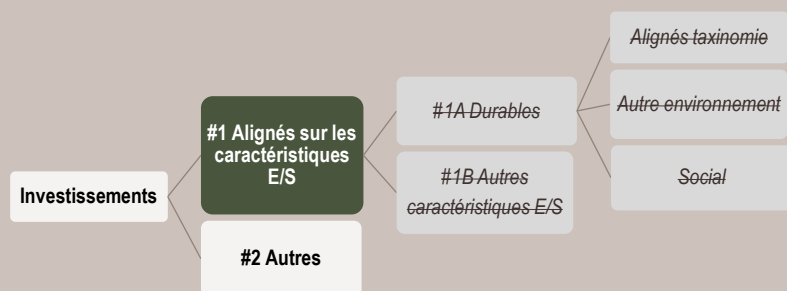 Investissements
#1 Alignés sur les
caractéristiques
E/S
#2 Autres
#1A Durables
#1B Autres
caractéristiques E/S
Alignés taxinomie
Autre environnement
Social